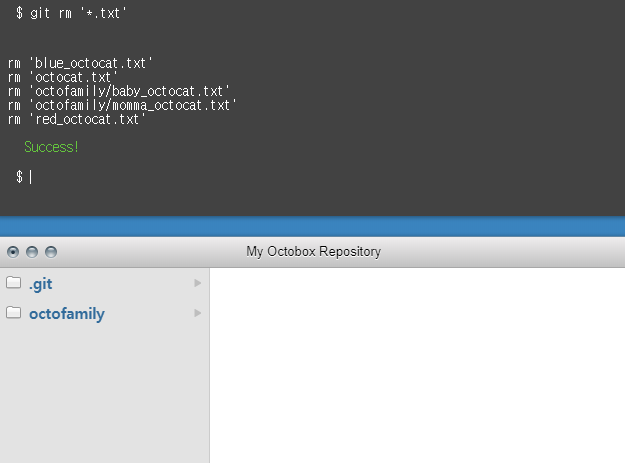 $ git rm '*.txt'
rm 'blue_octocat.txt'
rm 'octocat.txt'
rm 'octofamily/baby_octocat.txt'
rm 'octofamily/momma_octocat.txt'
rm 'red_octocat.txt'
Success!
$
My Octobox Repository
.git
octofamily